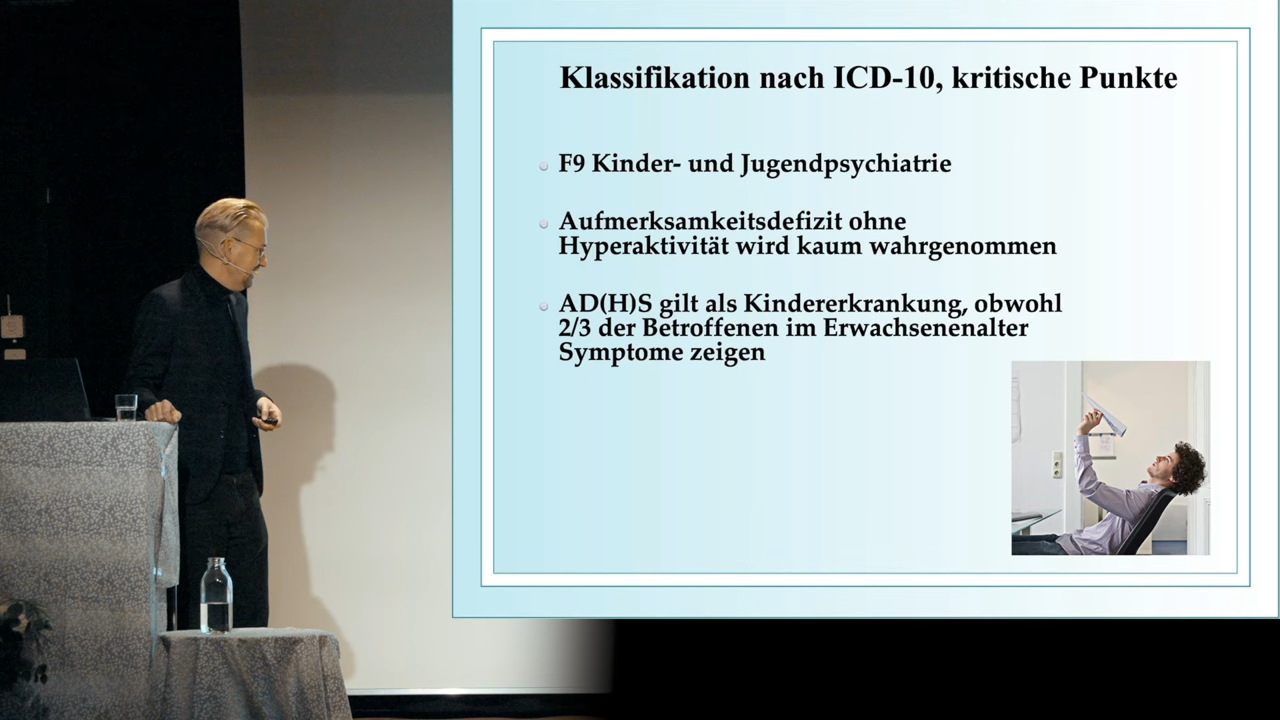 Klassifikation nach ICD-10, kritische Punkte
F9 Kinder- und Jugendpsychiatrie
Aufmerksamkeitsdefizit ohne
Hyperaktivität wird kaum wahrgenommen
AD(H)S gilt als Kindererkrankung, obwohl
2/3 der Betroffenen im Erwachsenenalter
Symptome zeigen